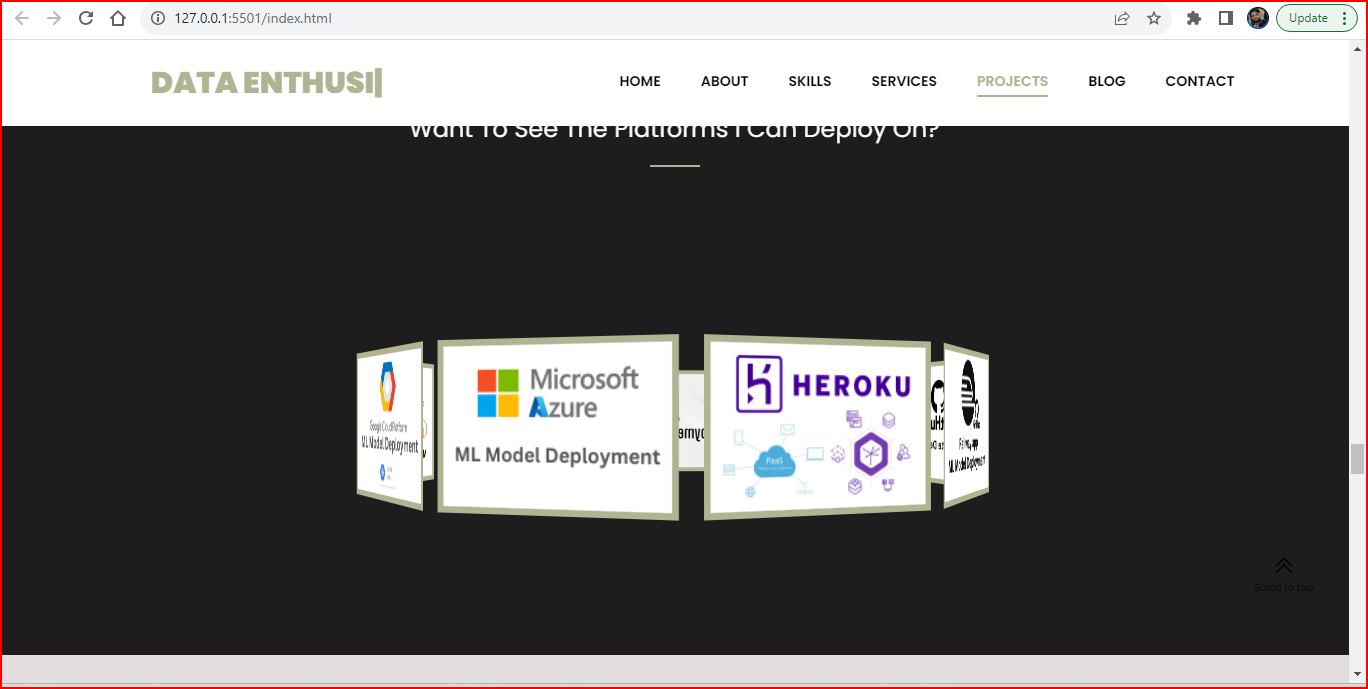 127.0.0.1:5501/index.html
Update
DATA ENTHUSI
HOME ABOUT SKILLS SERVICES PROJECTS BLOG CONTACT
Want To See The Platforms I Can Deploy On?
Google Cloud Platform
ML Model Deployment
Microsoft
Azure
ML Model Deployment
HEROKU
PaaS
Railway.app
ML Model Deployment
Scroll to top